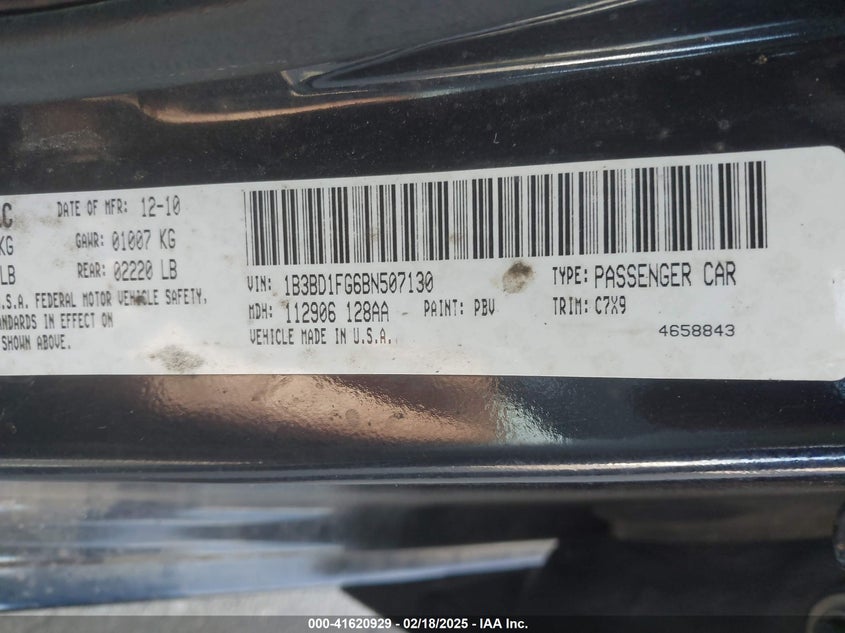 LC DATE OF MFR: 12-10
KG GAWR: 01007 KG
LB REAR: 02220 LB
U.S.A. FEDERAL MOTOR VEHICLE SAFETY,
STANDARDS IN EFFECT ON
SHOWN ABOVE.
VIN: 1B3BD1FG6BN507130 TYPE: PASSENGER CAR
MDH: 112906 128AA PAINT: PBV TRIM: C7X9
VEHICLE MADE IN U.S.A. 4658843
000-41620929 - 02/18/2025 - IAA Inc.